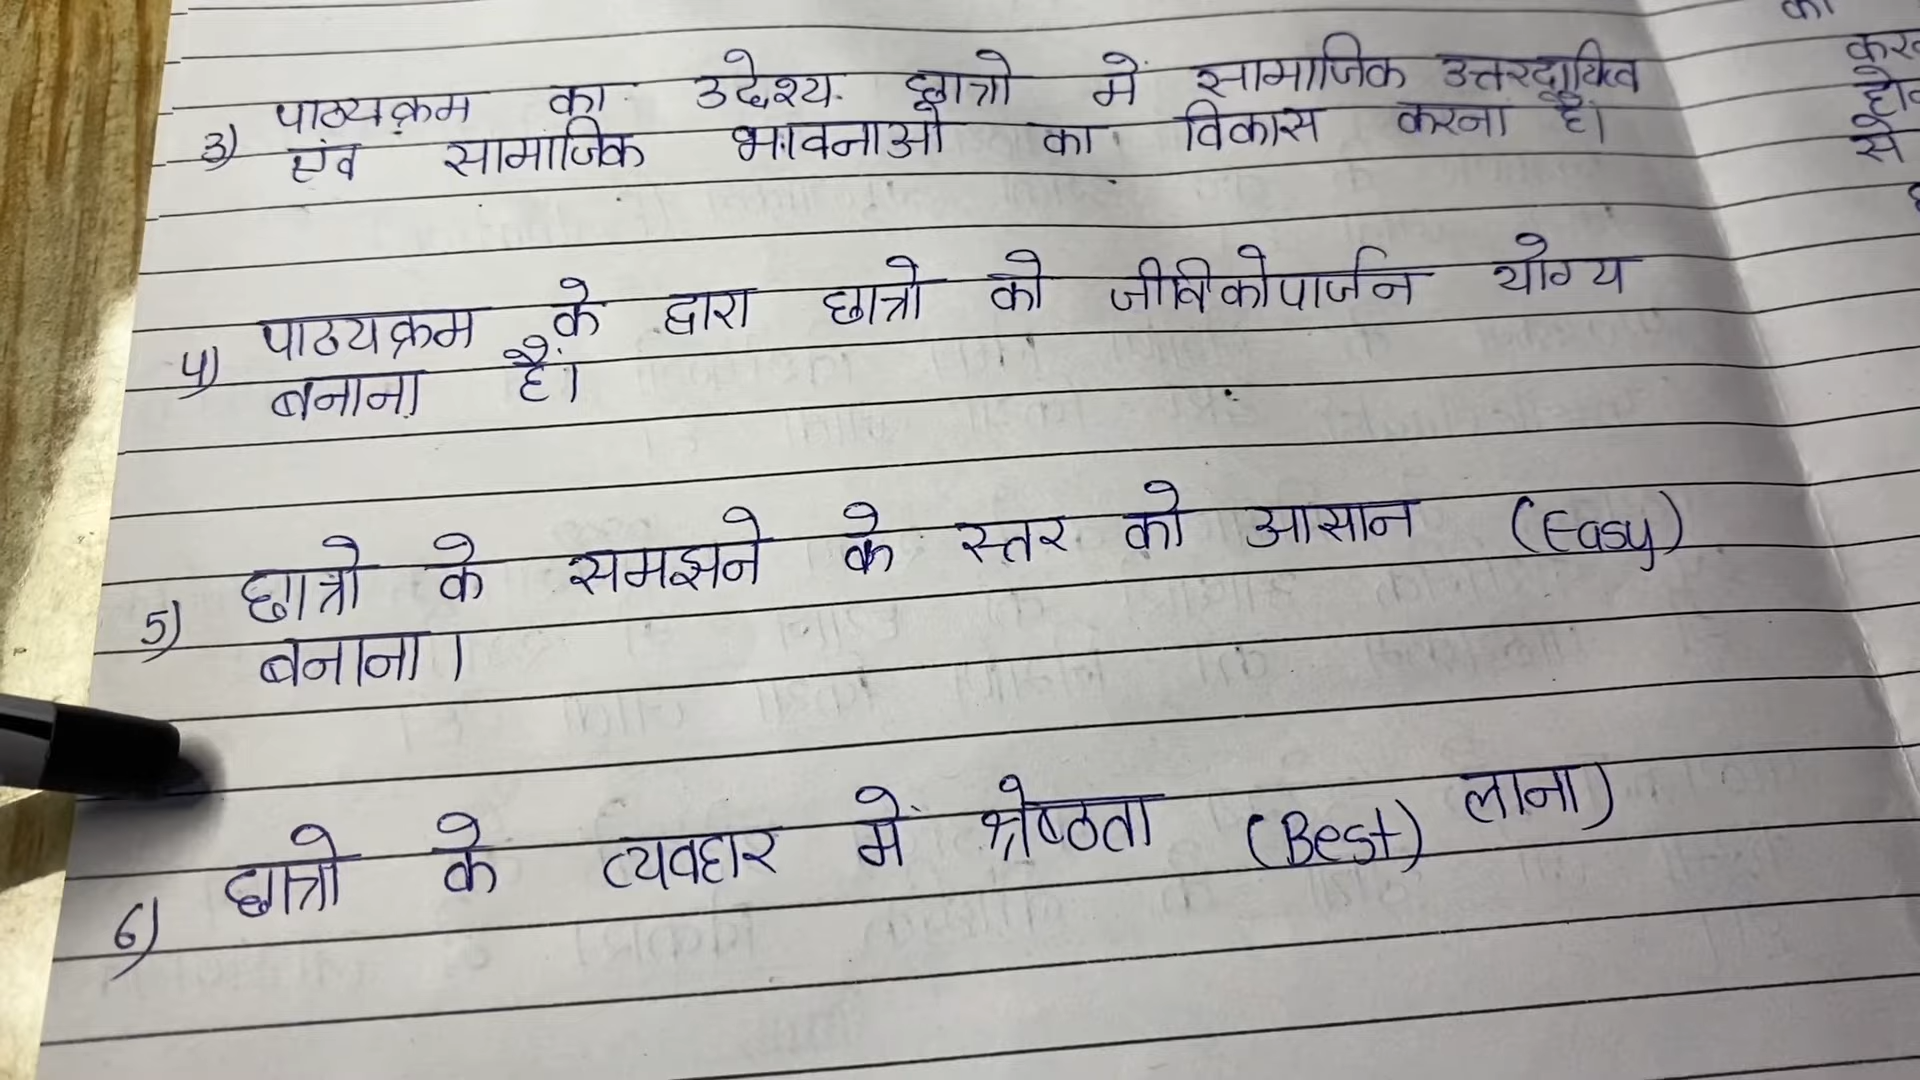 3) पाठ्यक्रम का उदेश्य छात्रो में सामाजिक उत्तरदायित्व
एंव सामाजिक भावनाओ का विकास करना है।
4) पाठ्यक्रम के द्वारा छात्रो को जीविकोपार्जन योग्य
बनाना हैं।
5) छात्रो के समझने के स्तर को आसान (Easy)
बनाना।
6) छात्रो के व्यवहार में श्रेष्ठता (Best) लाना)
का
से